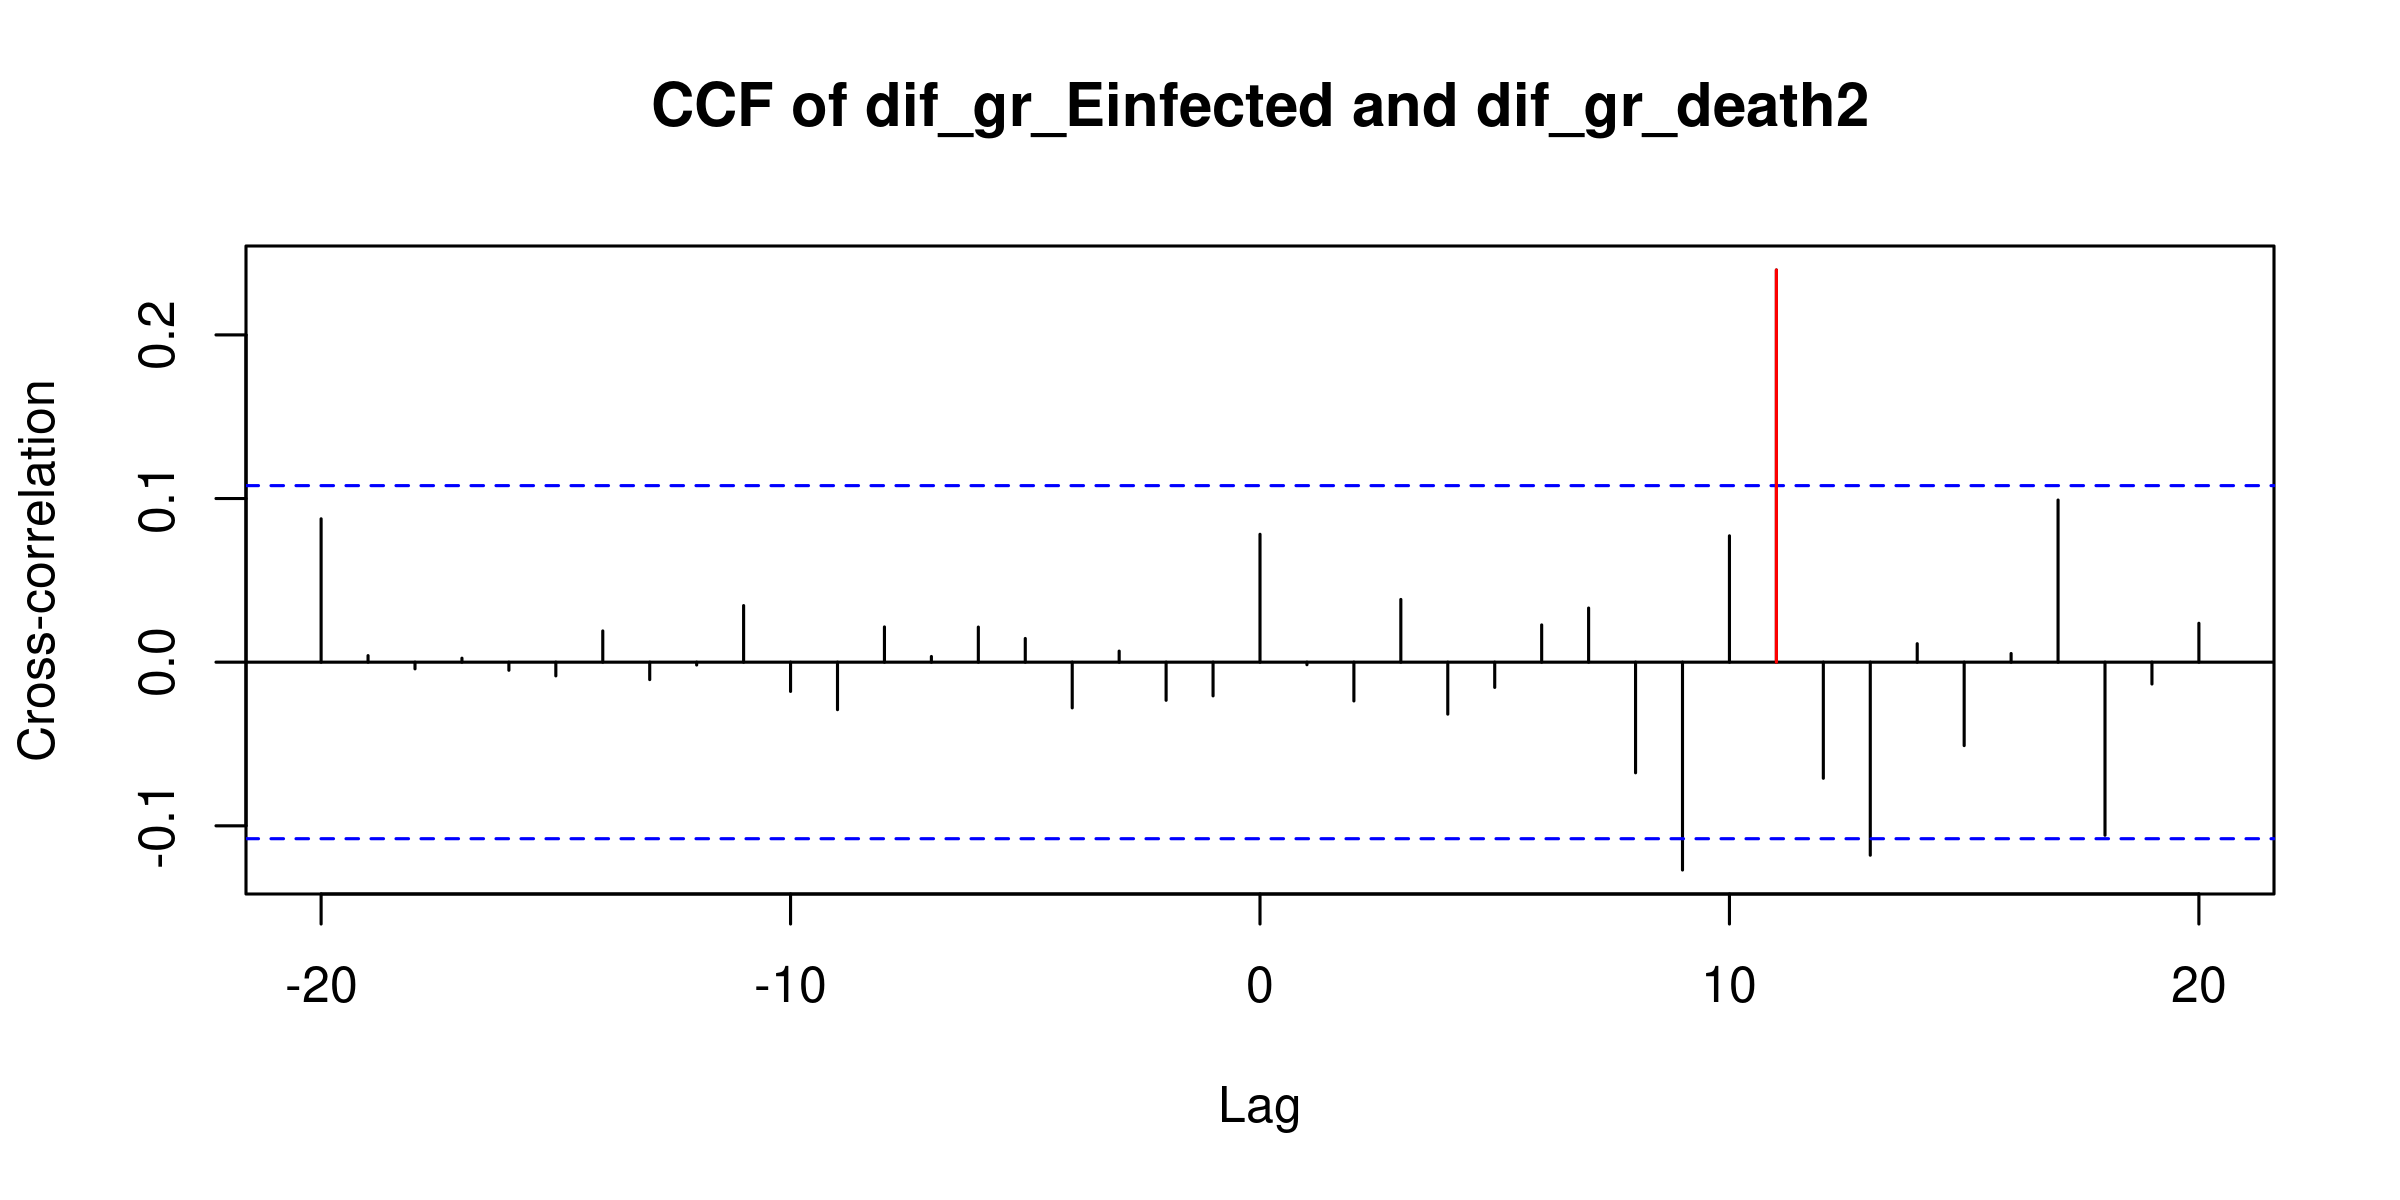 CCF of dif_gr_Einfected and dif_gr_death2
Cross-correlation
0.2
0.1
0.0
-0.1
-20 -10 0 10 20
Lag